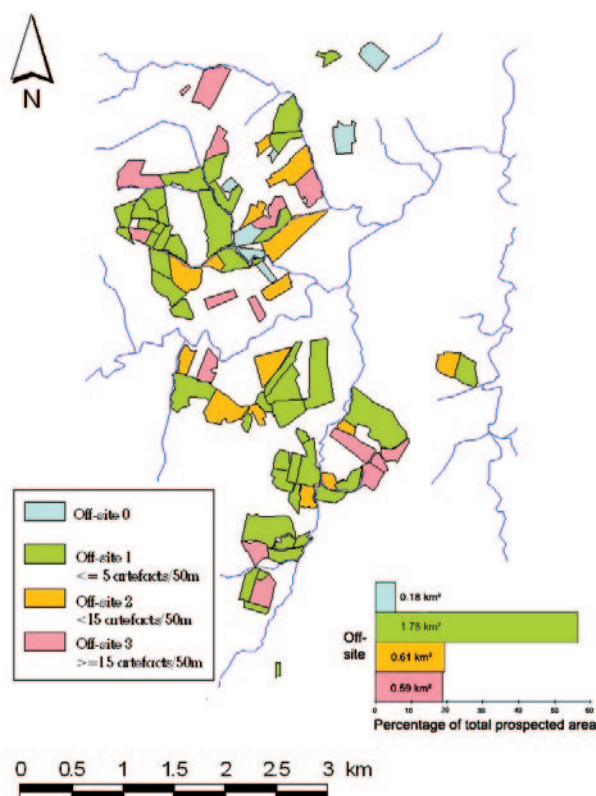 N
Off-site 0
Off-site 1
<= 5 artefacts/50m
Off-site 2
<15 artefacts/50m
Off-site 3
>=15 artefacts/50m
0.18 km²
1.78 km²
Off-
site
0.61 km²
0.59 km²
0 10 20 30 40 50 60
Percentage of total prospected area
0 0.5 1 1.5 2 2.5 3 km